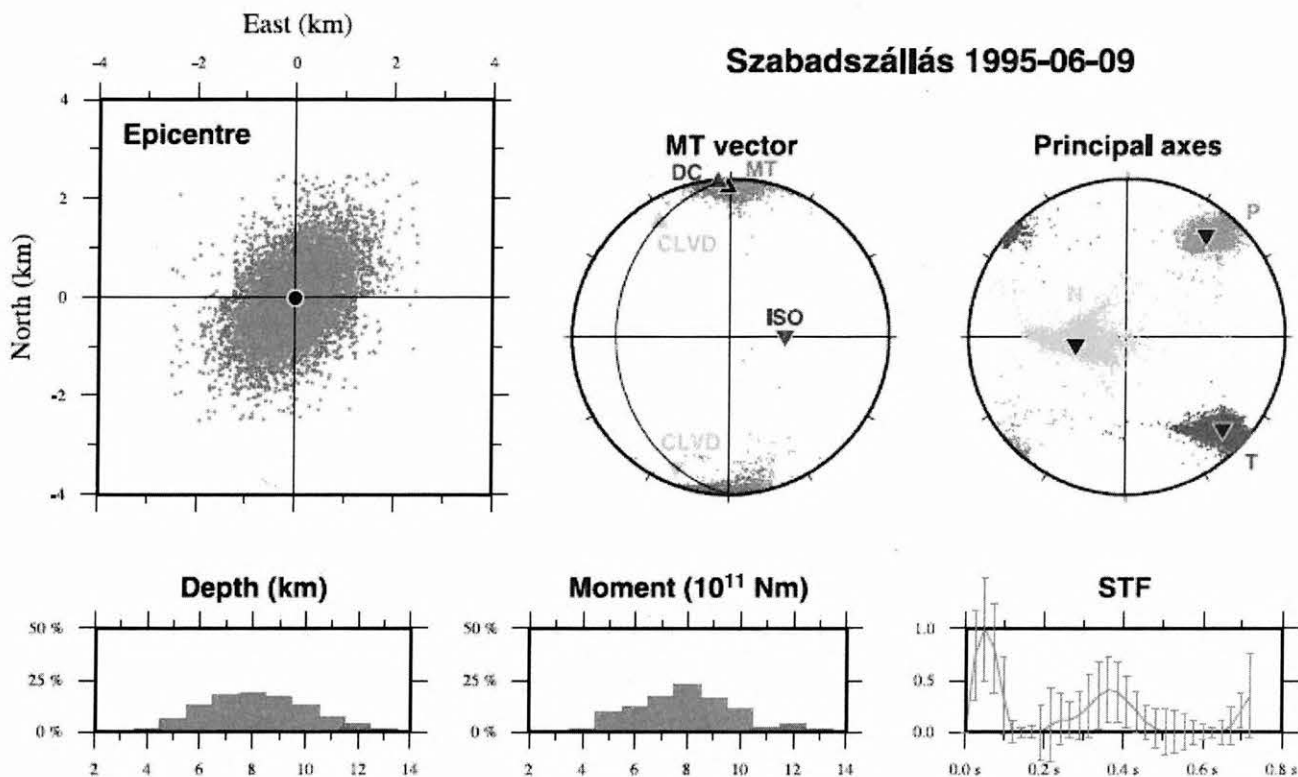 East (km)
-4 -2 0 2 4
Szabadszállás 1995-06-09
4
2
0
-2
-4
North (km)
Epicentre
MT vector
DC MT
CLVD
ISO
CLVD
Principal axes
P
N
T
Depth (km)
50 %
25 %
0 %
2 4 6 8 10 12 14
Moment (10¹¹ Nm)
50 %
25 %
0 %
2 4 6 8 10 12 14
STF
1.0
0.5
0.0
0.0 s 0.2 s 0.4 s 0.6 s 0.8 s